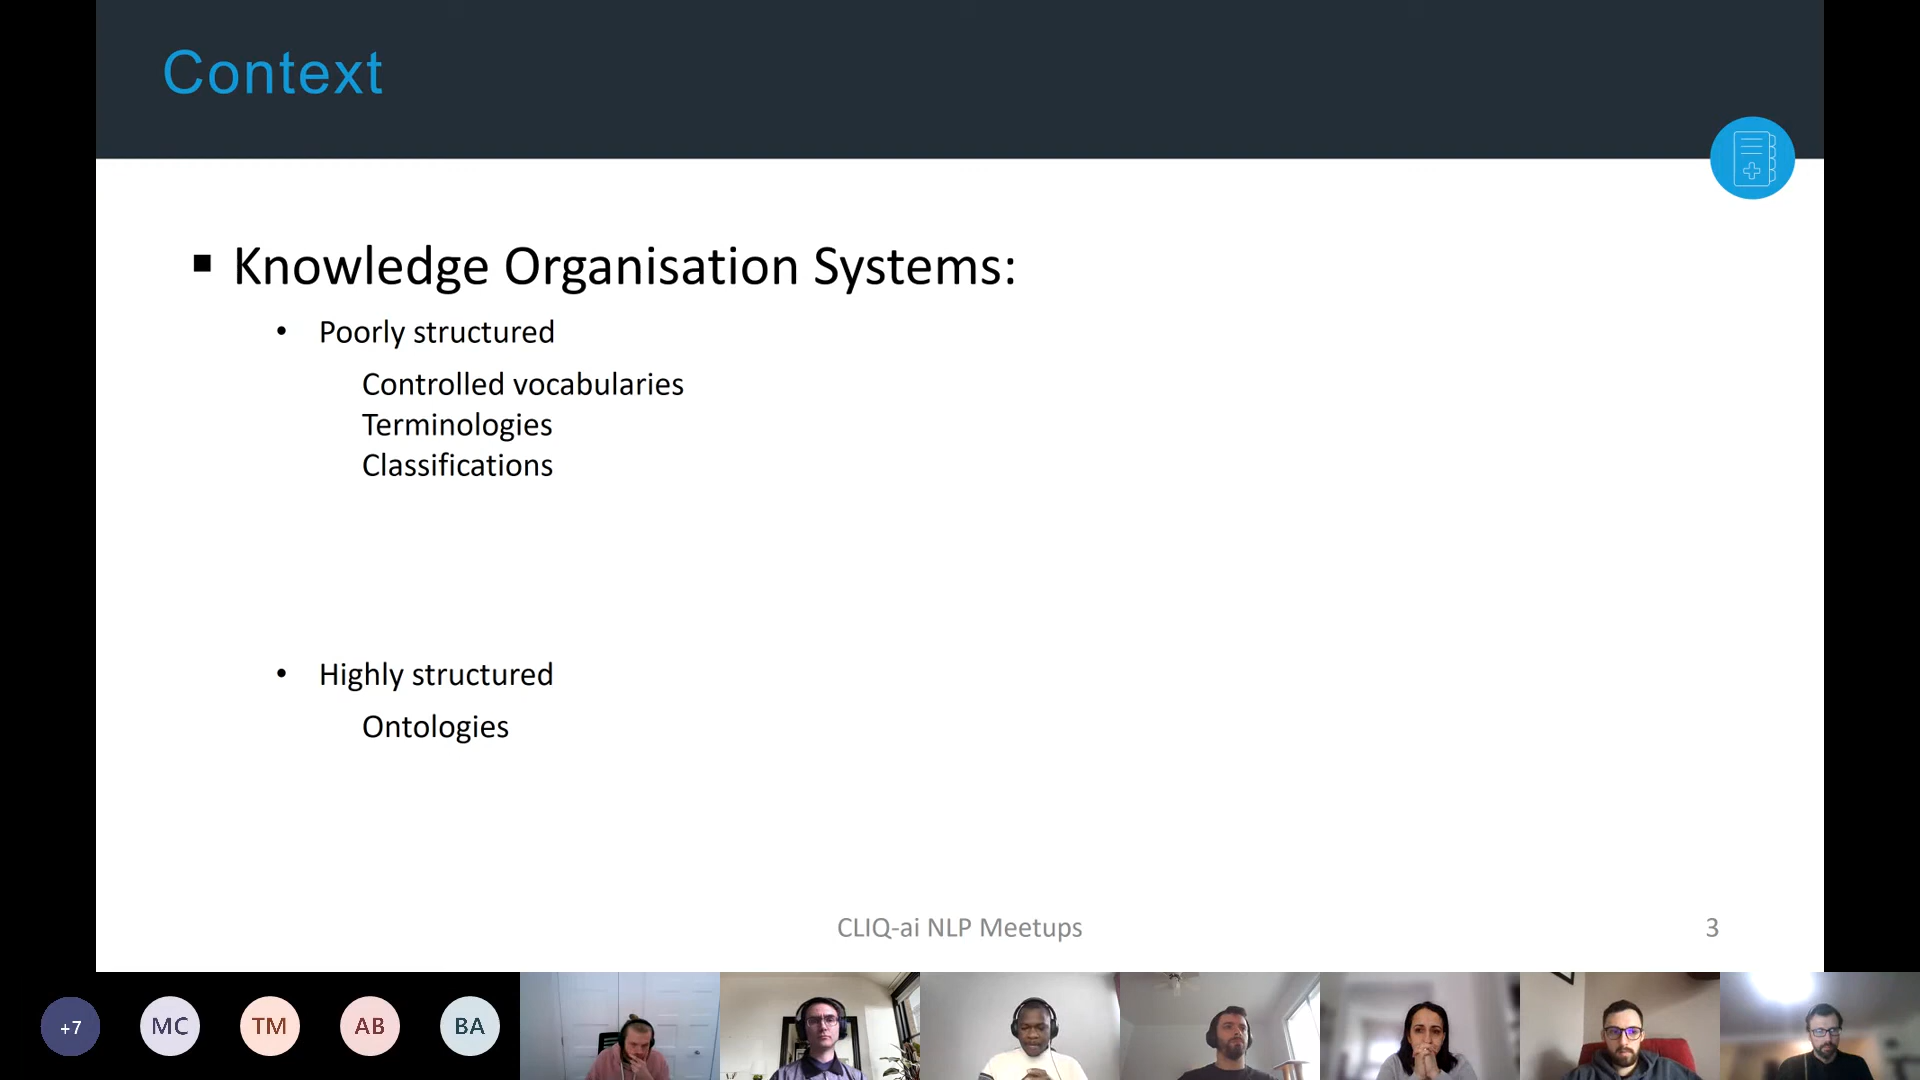 Context
▪ Knowledge Organisation Systems:
• Poorly structured
Controlled vocabularies
Terminologies
Classifications
• Highly structured
Ontologies
CLIQ-ai NLP Meetups
3
+7
MC
TM
AB
BA